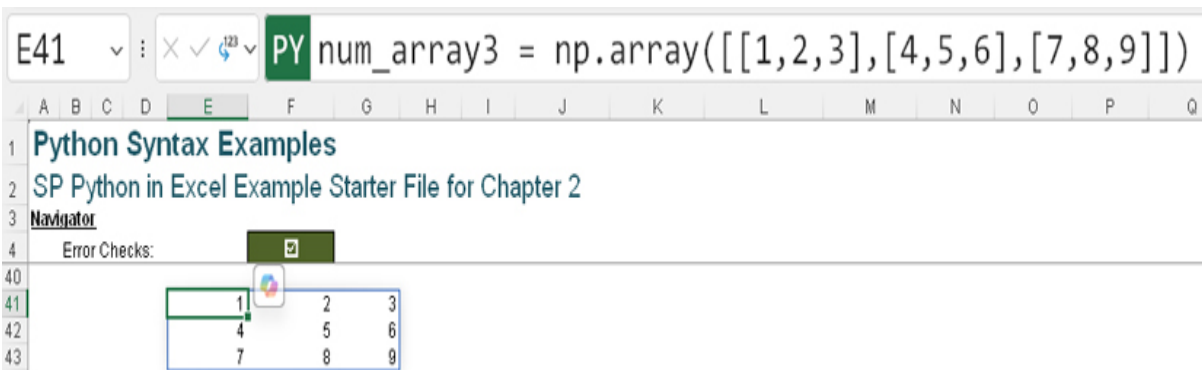 E41 123 PY num_array3 = np.array([[1,2,3],[4,5,6],[7,8,9]])
A B C D E F G H I J K L M N O P Q
1 Python Syntax Examples
2 SP Python in Excel Example Starter File for Chapter 2
3 Navigator
4 Error Checks:
40
41 1 2 3
42 4 5 6
43 7 8 9